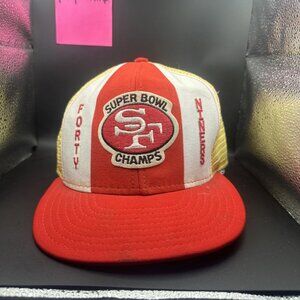 FORTY
SUPER BOWL
SF
CHAMPS
NINERS